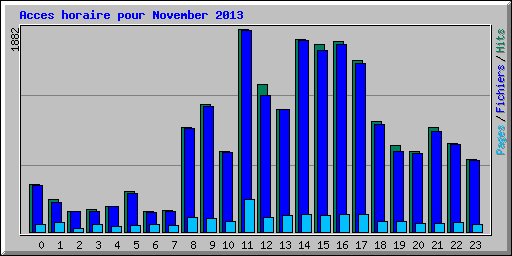 Acces horaire pour November 2013
1882
Pages / Fichiers / Hits
0 1 2 3 4 5 6 7 8 9 10 11 12 13 14 15 16 17 18 19 20 21 22 23